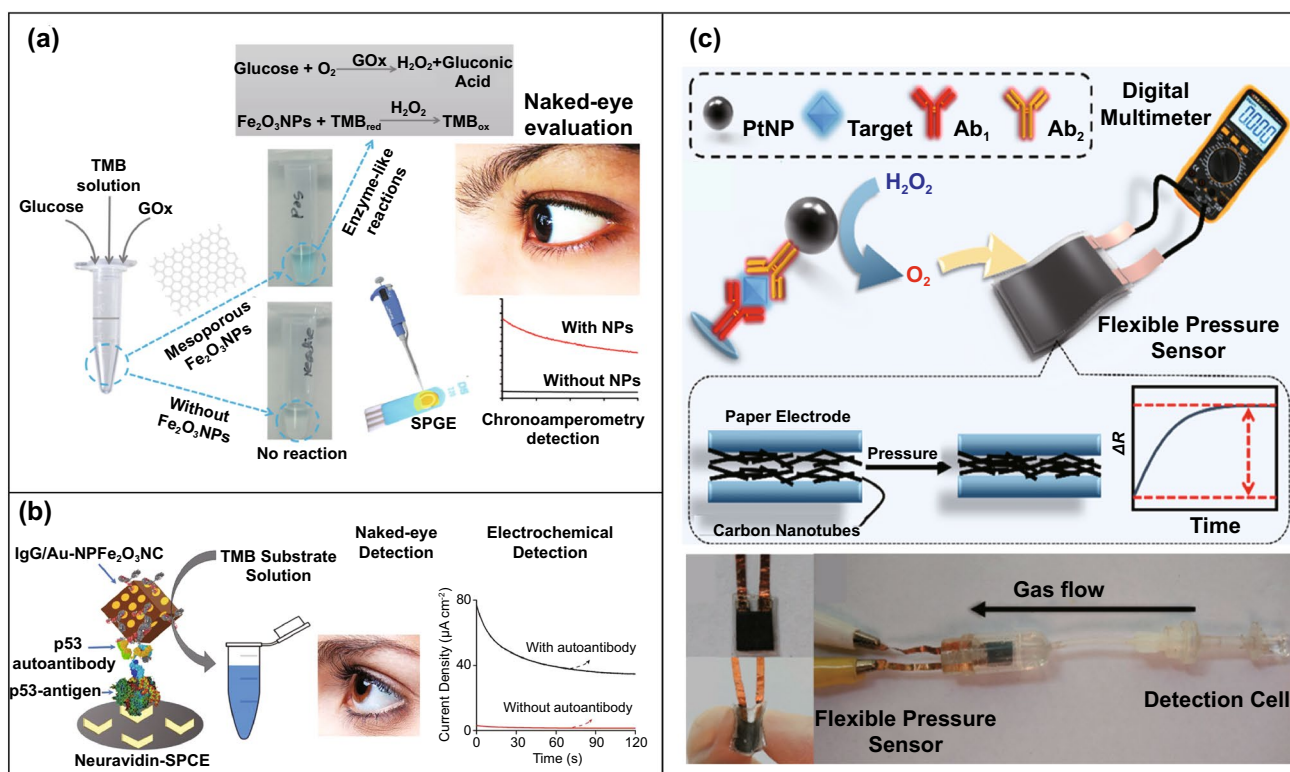 (a)
Glucose + O₂ GOx H₂O₂+Gluconic
Acid
Fe₂O₃NPs + TMBred H₂O₂ TMBox
Naked-eye
evaluation
TMB
solution
Glucose
GOx
Pos
Enzyme-like
reactions
Mesoporous
Fe₂O₃NPs
Without
Fe₂O₃NPs
No reaction
SPGE
With NPs
Without NPs
Chronoamperometry
detection
(b)
IgG/Au-NPFe₂O₃NC
TMB Substrate
Solution
p53
autoantibody
p53-antigen
Neuravidin-SPCE
Naked-eye
Detection
Electrochemical
Detection
Current Density (µA cm⁻²)
80
40
0
With autoantibody
Without autoantibody
0 30 60 90 120
Time (s)
(c)
PtNP Target Ab₁ Ab₂
Digital
Multimeter
H₂O₂
O₂
Flexible Pressure
Sensor
Paper Electrode
Pressure
Carbon Nanotubes
ΔR
Time
Gas flow
Flexible Pressure
Sensor
Detection Cell